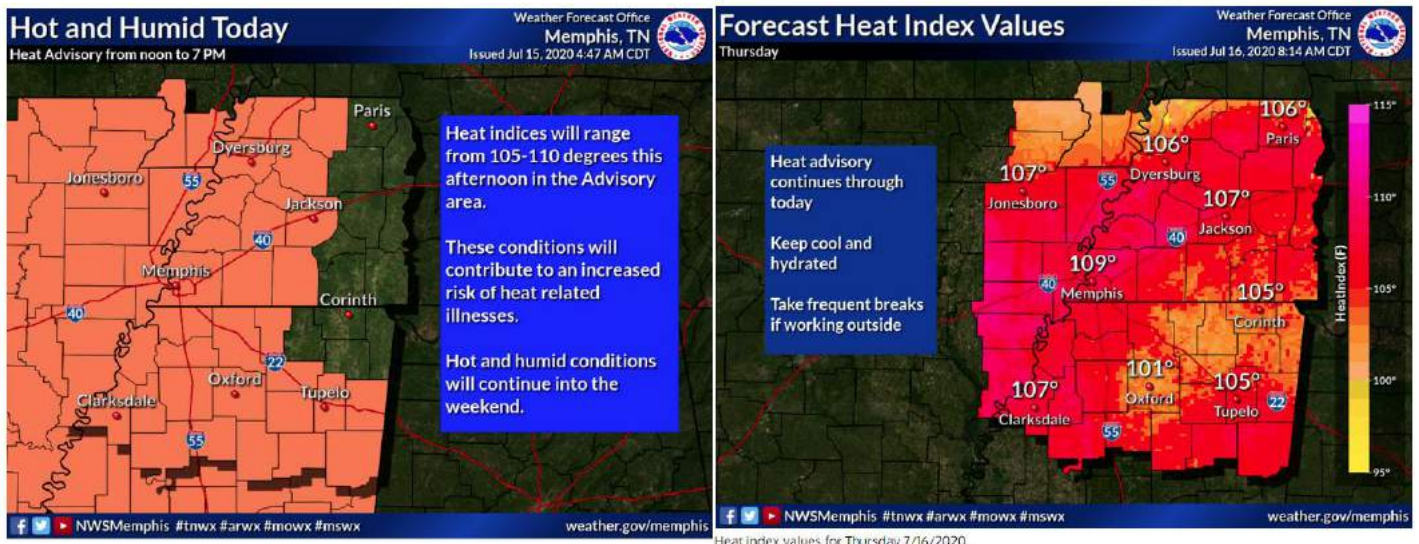 Hot and Humid Today
Weather Forecast Office
Memphis, TN
Heat Advisory from noon to 7 PM
Issued Jul 15, 2020 4:47 AM CDT
Paris
Dyersburg
Jonesboro
55
Jackson
40
Memphis
Corinth
40
22
Oxford
Tupelo
Clarksdale
55
Heat indices will range
from 105-110 degrees this
afternoon in the Advisory
area.
These conditions will
contribute to an increased
risk of heat related
illnesses.
Hot and humid conditions
will continue into the
weekend.
NWSMemphis #tnwx #arwx #mowx #mswx
weather.gov/memphis
Forecast Heat Index Values
Weather Forecast Office
Memphis, TN
Thursday
Issued Jul 16, 2020 8:14 AM CDT
Heat advisory
continues through
today
Keep cool and
hydrated
Take frequent breaks
if working outside
106°
Paris
106°
Dyersburg
107°
Jonesboro
55
107°
Jackson
40
109°
Memphis
40
105°
Corinth
101°
Oxford
105°
Tupelo
22
107°
Clarksdale
55
115°
110°
105°
100°
95°
HeatIndex (F)
NWSMemphis #tnwx #arwx #mowx #mswx
weather.gov/memphis
Heat index values for Thursday 7/16/2020